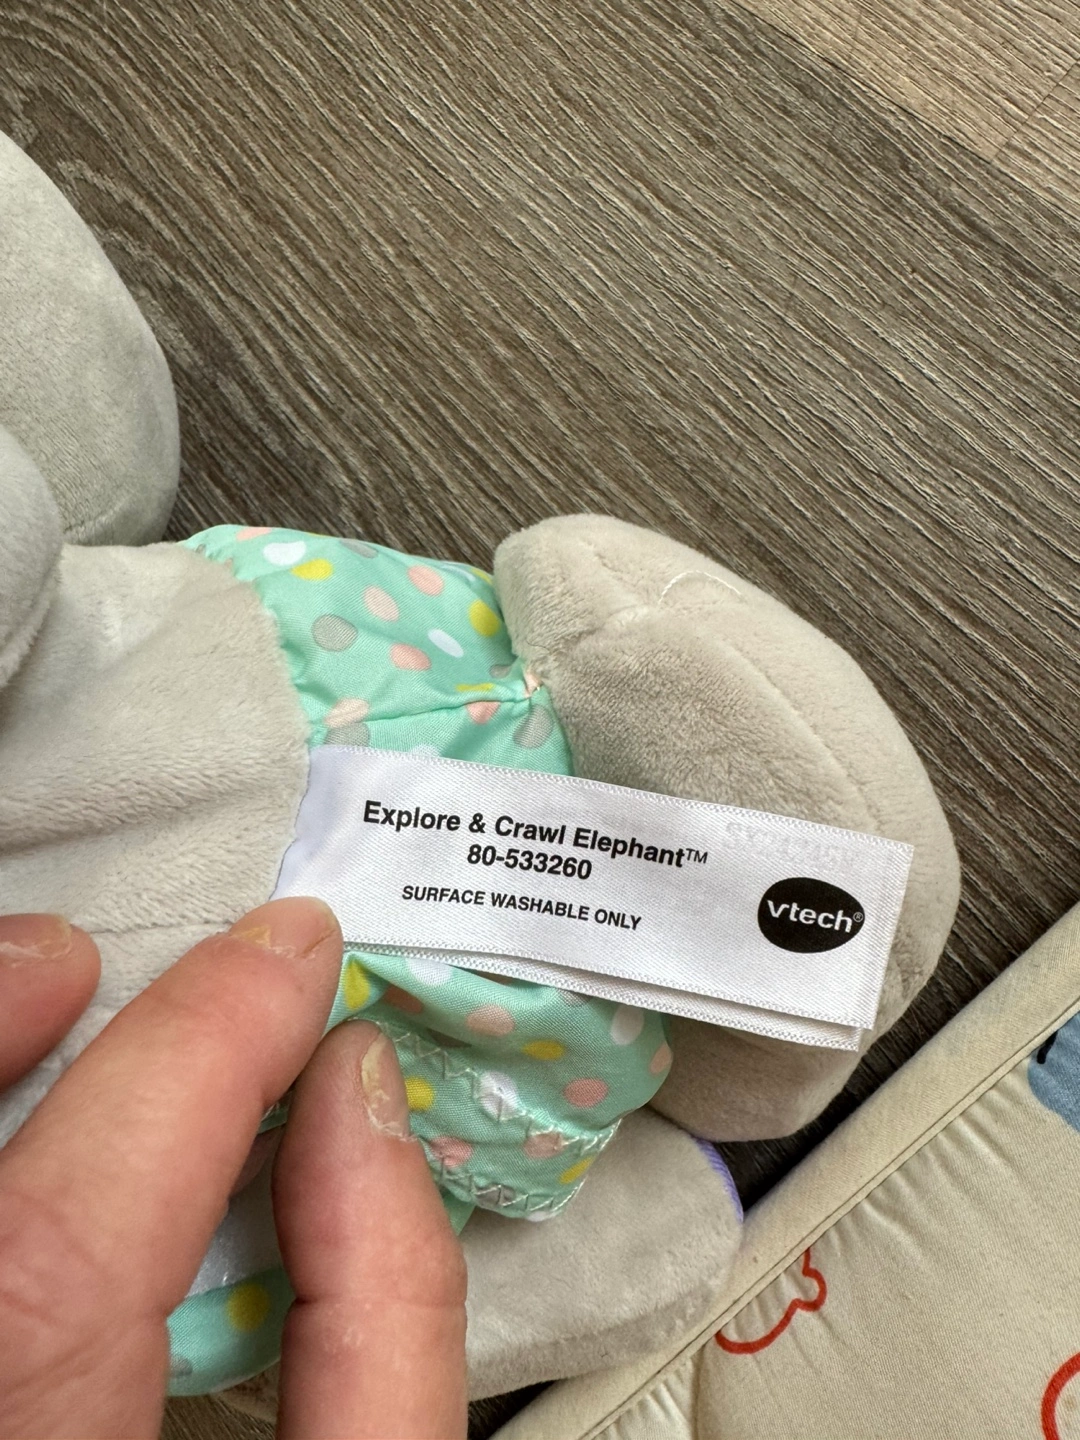 Explore & Crawl Elephant™
80-533260
SURFACE WASHABLE ONLY
vtech®